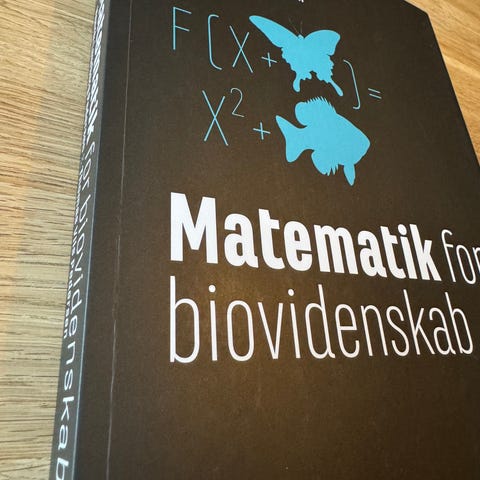 F(X+ )=
X²+
Matematik for
biovidenskab
Matematik for biovidenskab